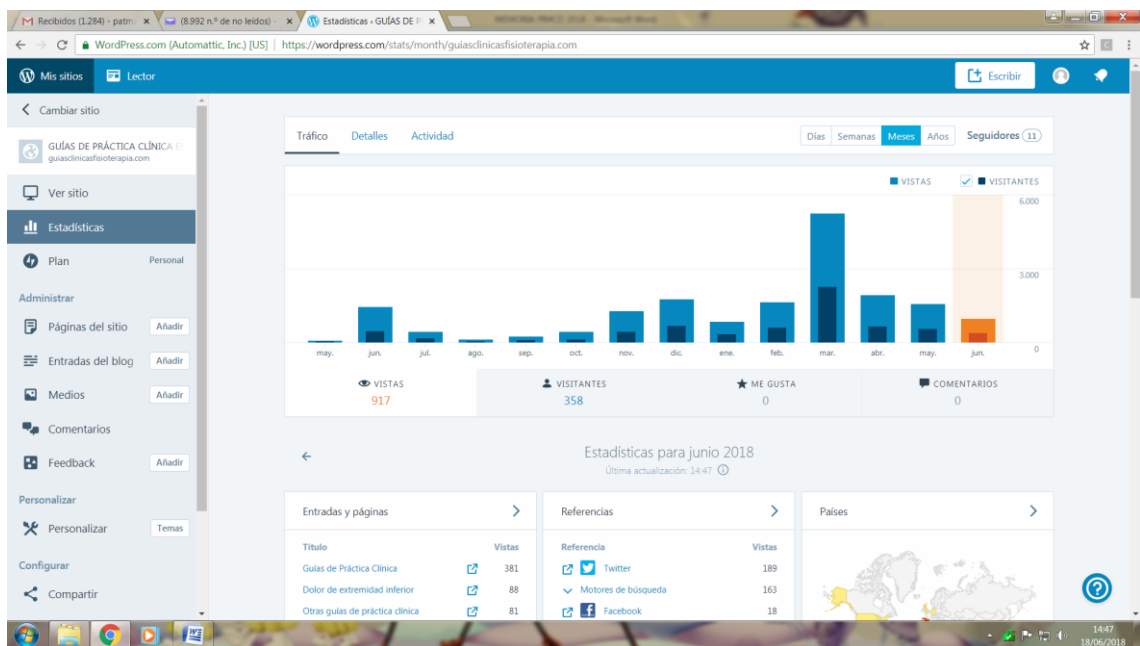 Recibidos (1.284) - patm
(8.992 n.º de no leídos) -
Estadísticas ‹ GUÍAS DE P
MEMORIA PRACT. 2018 - Microsoft Word
WordPress.com (Automattic, Inc.) [US] | https://wordpress.com/stats/month/guiasclinicasfisioterapia.com
Mis sitios
Lector
Escribir
Cambiar sitio
GUÍAS DE PRÁCTICA CLÍNICA E
guiasclinicasfisioterapia.com
Ver sitio
Estadísticas
Plan Personal
Administrar
Páginas del sitio Añadir
Entradas del blog Añadir
Medios Añadir
Comentarios
Feedback Añadir
Personalizar
Personalizar Temas
Configurar
Compartir
Tráfico Detalles Actividad
Días Semanas Meses Años Seguidores 11
VISTAS VISITANTES
6.000
3.000
0
may. jun. jul. ago. sep. oct. nov. dic. ene. feb. mar. abr. may. jun.
VISTAS VISITANTES ME GUSTA COMENTARIOS
917 358 0 0
Estadísticas para junio 2018
Última actualización: 14:47
Entradas y páginas
Título Vistas
Guías de Práctica Clínica 381
Dolor de extremidad inferior 88
Otras guías de práctica clínica 81
Referencias
Referencia Vistas
Twitter 189
Motores de búsqueda 163
Facebook 18
Países
14:47
18/06/2018